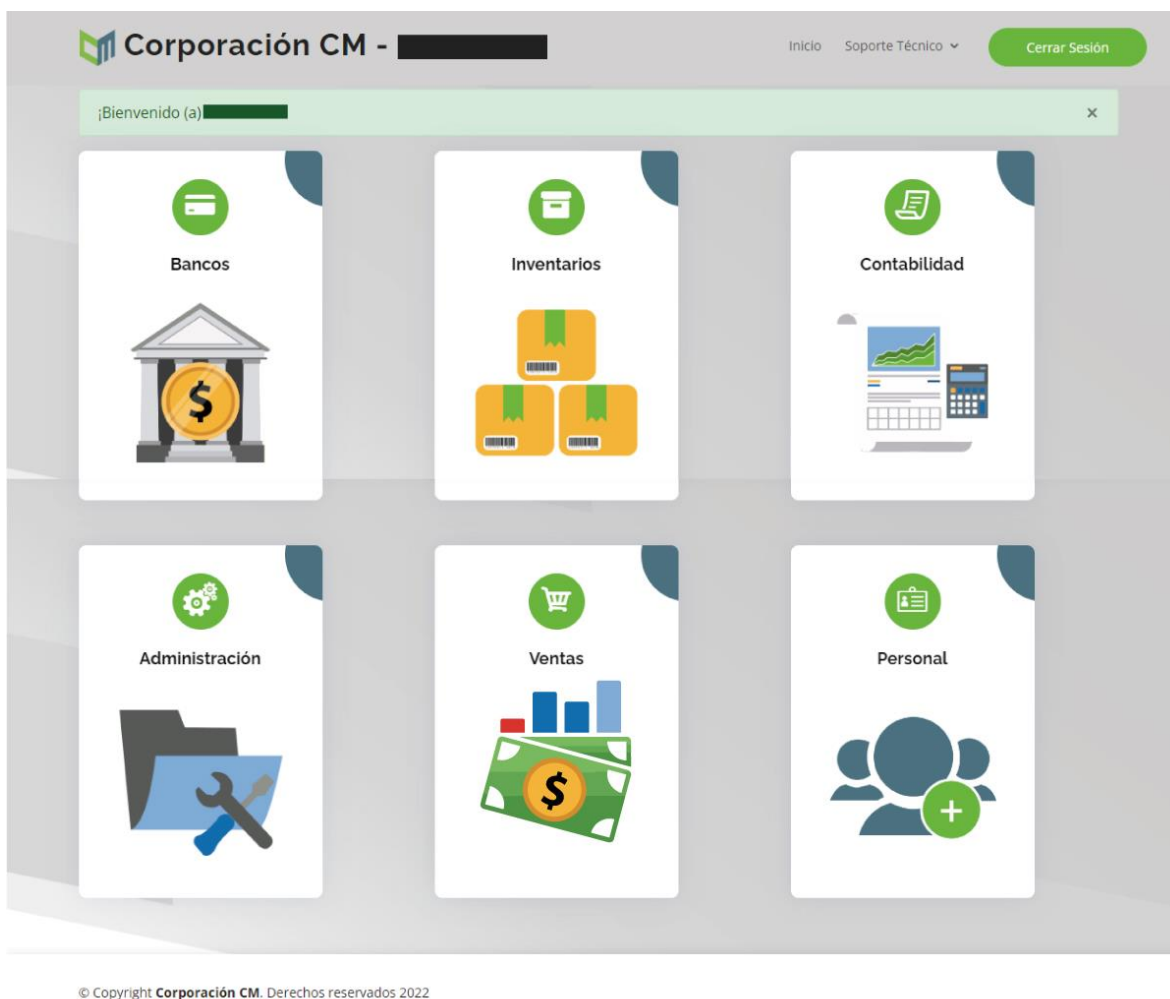 Corporación CM -
Inicio Soporte Técnico Cerrar Sesión
¡Bienvenido (a)
Bancos Inventarios Contabilidad
Administración Ventas Personal
© Copyright Corporación CM. Derechos reservados 2022